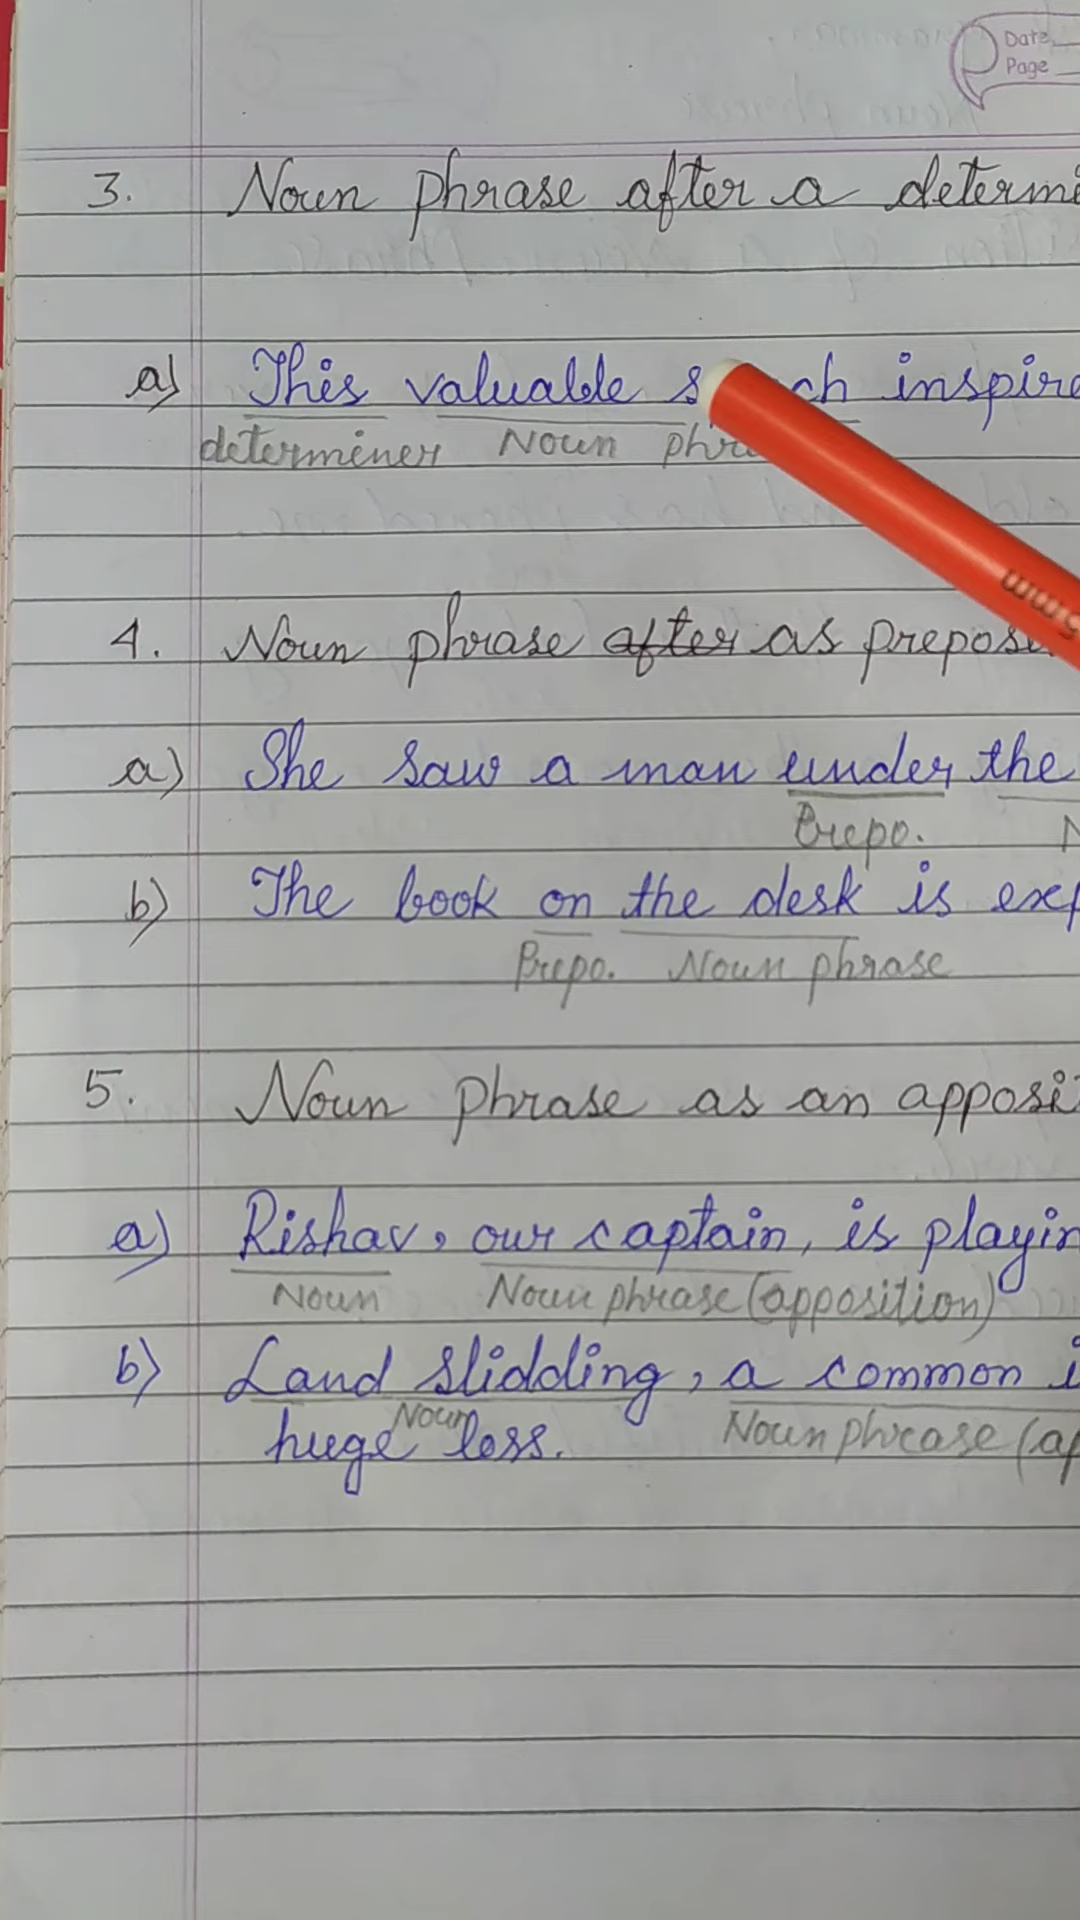 Date
Page
3. Noun phrase after a determi
a) This valuable s ch inspire
determiner Noun phr
4. Noun phrase after as preposi
a) She saw a man under the
Prepo. N
b) The book on the desk is exp
Prepo. Noun phrase
5. Noun phrase as an apposi
a) Rishav, our captain, is playin
Noun Noun phrase (apposition)
b) Land slidding, a common i
Noun Noun phrase (ap
huge loss.
5mm